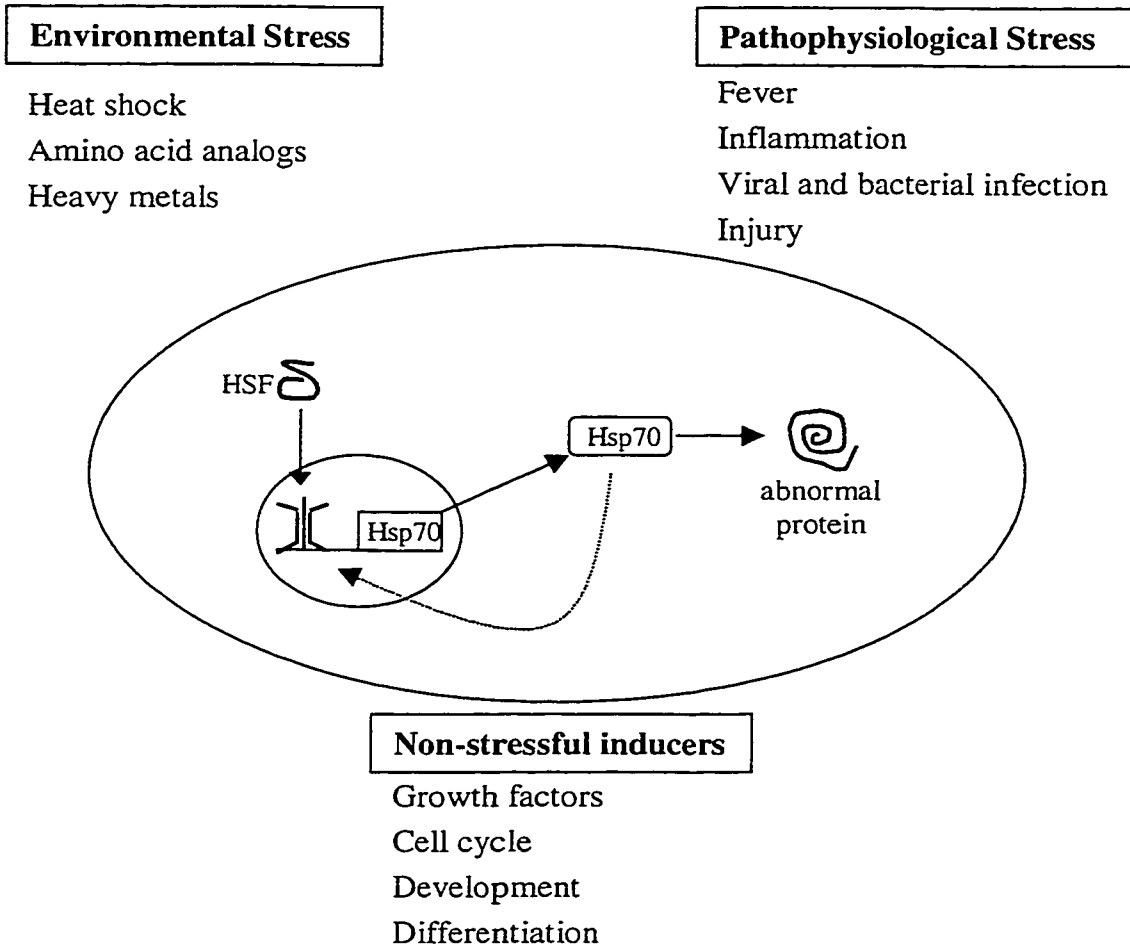 Environmental Stress
Heat shock
Amino acid analogs
Heavy metals
Pathophysiological Stress
Fever
Inflammation
Viral and bacterial infection
Injury
HSF
Hsp70
Hsp70
abnormal
protein
Non-stressful inducers
Growth factors
Cell cycle
Development
Differentiation